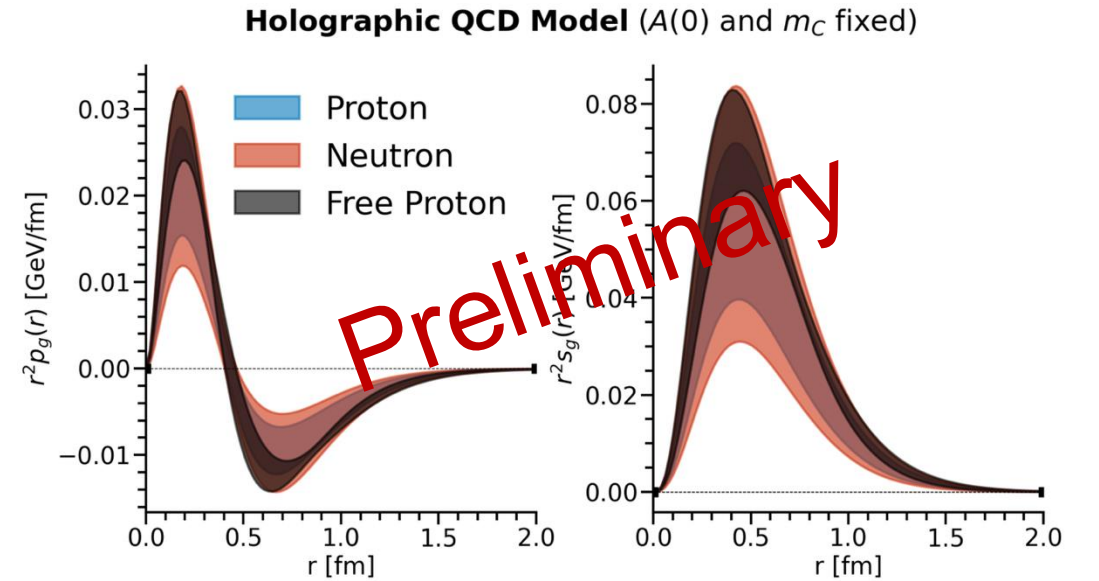 Holographic QCD Model (A(0) and m_C fixed)
Proton
Neutron
Free Proton
Preliminary
r²p_g(r) [GeV/fm]
0.03
0.02
0.01
0.00
−0.01
0.0 0.5 1.0 1.5 2.0
r [fm]
r²s_g(r) [GeV/fm]
0.08
0.06
0.04
0.02
0.00
0.0 0.5 1.0 1.5 2.0
r [fm]